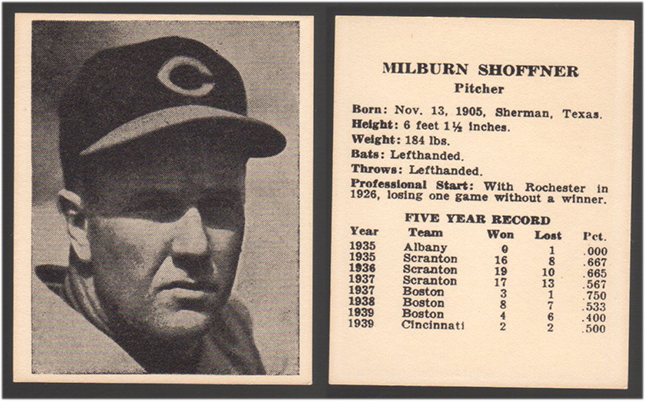 C
MILBURN SHOFFNER
Pitcher
Born: Nov. 13, 1905, Sherman, Texas.
Height: 6 feet 1½ inches.
Weight: 184 lbs.
Bats: Lefthanded.
Throws: Lefthanded.
Professional Start: With Rochester in
1926, losing one game without a winner.
FIVE YEAR RECORD
Year Team Won Lost Pct.
1935 Albany 0 1 .000
1935 Scranton 16 8 .667
1936 Scranton 19 10 .665
1937 Scranton 17 13 .567
1937 Boston 3 1 .750
1938 Boston 8 7 .533
1939 Boston 4 6 .400
1939 Cincinnati 2 2 .500